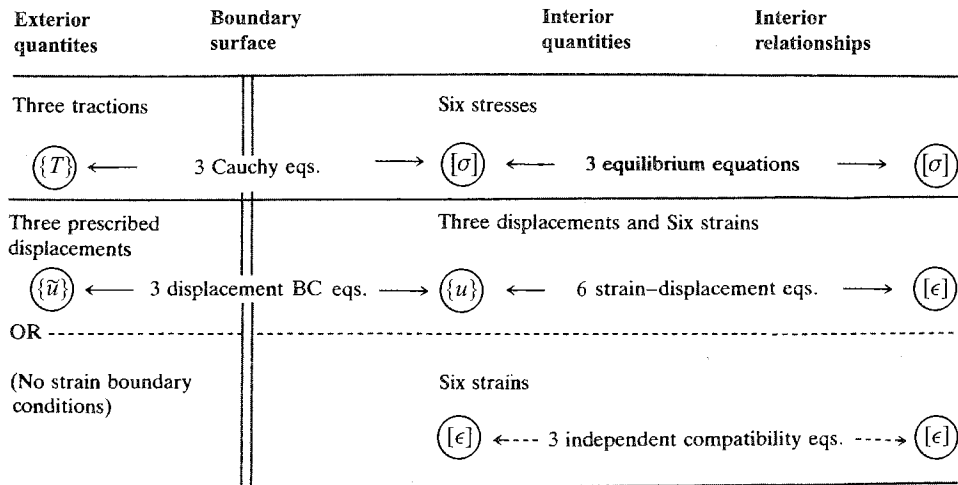 Exterior quantites
Boundary surface
Interior quantities
Interior relationships
Three tractions
Six stresses
{T} ← 3 Cauchy eqs. → [σ] ← 3 equilibrium equations → [σ]
Three prescribed displacements
Three displacements and Six strains
{ũ} ← 3 displacement BC eqs. → {u} ← 6 strain–displacement eqs. → [ϵ]
OR
(No strain boundary conditions)
Six strains
[ϵ] ← 3 independent compatibility eqs. → [ϵ]